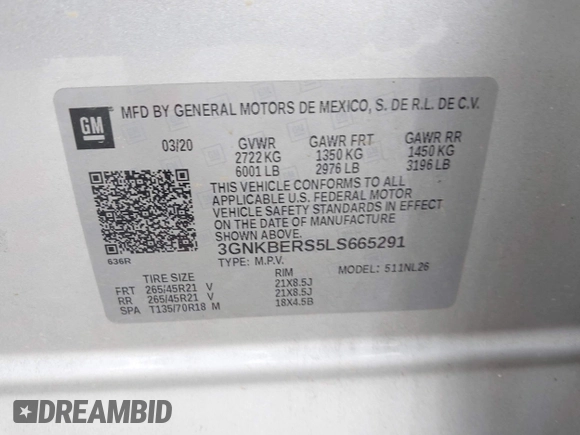 GM
MFD BY GENERAL MOTORS DE MEXICO, S. DE R.L. DE C.V.
03/20 GVWR GAWR FRT GAWR RR
2722 KG 1350 KG 1450 KG
6001 LB 2976 LB 3196 LB
THIS VEHICLE CONFORMS TO ALL
APPLICABLE U.S. FEDERAL MOTOR
VEHICLE SAFETY STANDARDS IN EFFECT
ON THE DATE OF MANUFACTURE
SHOWN ABOVE.
3GNKBERS5LS665291
636R TYPE: M.P.V. MODEL: 511NL26
TIRE SIZE RIM
FRT 265/45R21 V 21X8.5J
RR 265/45R21 V 21X8.5J
SPA T135/70R18 M 18X4.5B
DREAMBID